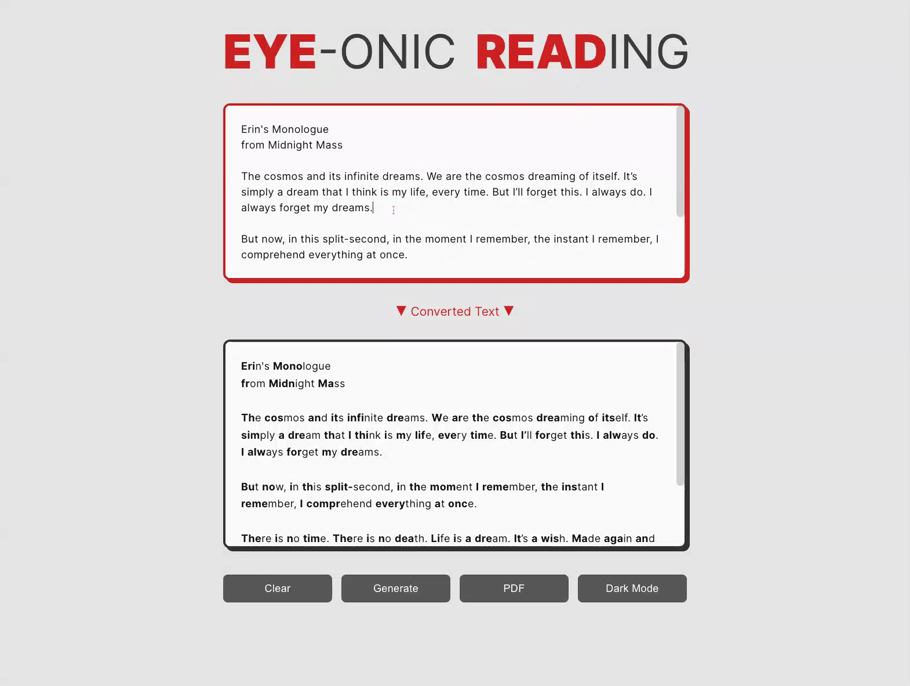 EYE-ONIC READING
Erin's Monologue
from Midnight Mass
The cosmos and its infinite dreams. We are the cosmos dreaming of itself. It’s
simply a dream that I think is my life, every time. But I’ll forget this. I always do. I
always forget my dreams.
But now, in this split-second, in the moment I remember, the instant I remember, I
comprehend everything at once.
▼ Converted Text ▼
Erin's Monologue
from Midnight Mass
The cosmos and its infinite dreams. We are the cosmos dreaming of itself. It’s
simply a dream that I think is my life, every time. But I’ll forget this. I always do.
I always forget my dreams.
But now, in this split-second, in the moment I remember, the instant I
remember, I comprehend everything at once.
There is no time. There is no death. Life is a dream. It’s a wish. Made again and
Clear
Generate
PDF
Dark Mode